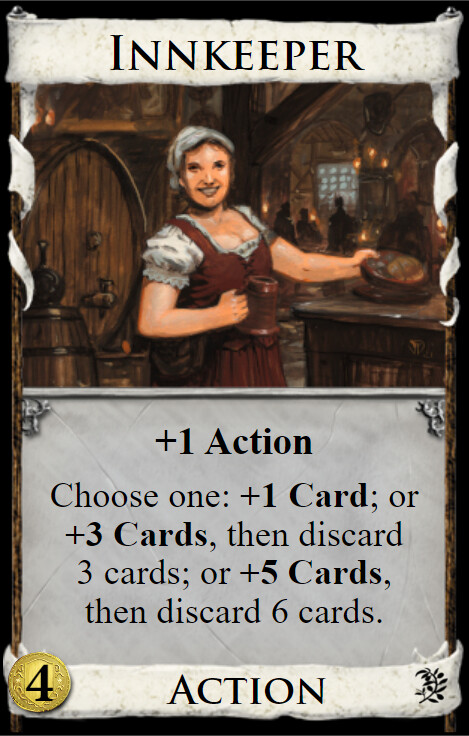 INNKEEPER
+1 Action
Choose one: +1 Card; or
+3 Cards, then discard
3 cards; or +5 Cards,
then discard 6 cards.
4
ACTION